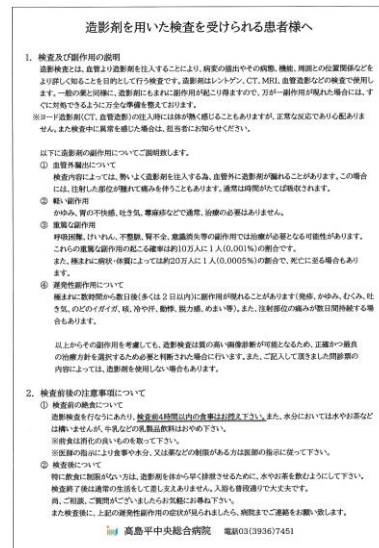 造影剤を用いた検査を受けられる患者様へ
1. 検査及び副作用の説明
造影検査とは、血管より造影剤を注入することにより、病変の描出やその病態、機能、周囲との位置関係などを
より詳しく知ることを目的として行う検査です。造影剤はレントゲン、CT、MRI、血管造影などの検査で使用し
ます。一般の薬と同様に、造影剤にもまれに副作用が起こり得ますので、万が一副作用が現れた場合には、す
ぐに対処できるように万全な準備を整えております。
※ヨード造影剤(CT、血管造影)の注入時には体が熱く感じることもありますが、正常な反応であり心配ありま
せん。また検査中に異常を感じた場合は、担当者にお知らせください。
以下に造影剤の副作用についてご説明致します。
① 血管外漏出について
検査内容によっては、勢いよく造影剤を注入する為、血管外に造影剤が漏れることがあります。この場合
には、注射した部位が腫れて痛みを伴うこともあります。通常は時間がたてば吸収されます。
② 軽い副作用
かゆみ、胃の不快感、吐き気、蕁麻疹などで通常、治療の必要はありません。
③ 重篤な副作用
呼吸困難、けいれん、不整脈、腎不全、意識消失等の副作用では治療が必要となる可能性があります。
これらの重篤な副作用の起こる確率は約10万人に1人(0.001%)の割合です。
また、極まれに病状・体質によっては約20万人に1人(0.0005%)の割合で、死亡に至る場合もあり
ます。
④ 遅発性副作用について
極まれに数時間から数日後(多くは2日以内)に副作用が現れることがあります(発疹、かゆみ、むくみ、吐
き気、のどのイガイガ、咳、冷や汗、動悸、脱力感、めまい等)。また、注射部位の痛みが数日間持続する場
合もあります。
以上からその副作用を考慮しても、造影検査は質の高い画像診断が可能となるため、正確かつ最良
の治療方針を選択するため必要と判断された場合に行います。また、ご記入して頂きました問診票の
内容によっては、造影剤を使用しない場合もあります。
2. 検査前後の注意事項について
① 検査前の絶食について
造影検査を行なうにあたり、検査前4時間以内の食事はお控え下さい。また、水分においては水やお茶など
は構いませんが、牛乳などの乳製品飲料はおやめ下さい。
※前食は消化の良いものを取って下さい。
※医師の指示により食事や水分、又は薬などの制限がある方は医師の指示に従って下さい。
② 検査後について
特に飲食に制限がない方は、造影剤を体から早く排泄させるために、水やお茶を飲むようにして下さい。
検査終了後は通常の生活をして差し支えありません。入浴も普段通りで大丈夫です。
尚、ご相談、ご質問がございましたらお気軽にお尋ね下さい。
また検査後に、上記の遅発性副作用の症状が見られましたら、病院までご連絡をお願い致します。
高島平中央総合病院 電話03(3936)7451